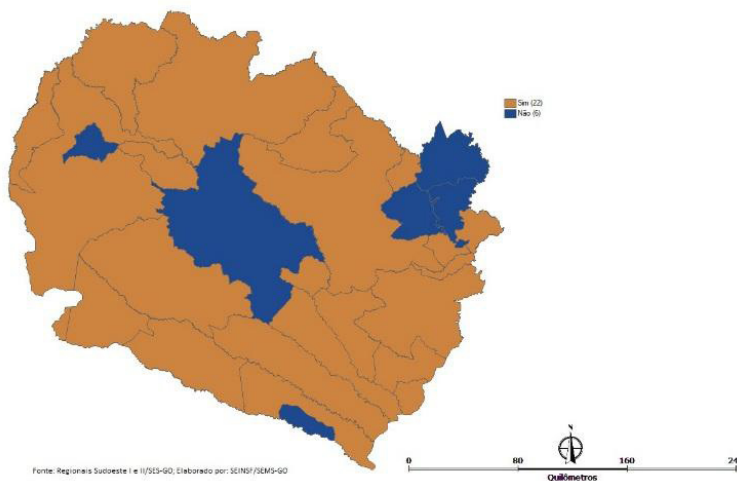 Sim (22)
Não (6)
N
0 80 160 24
Quilômetros
Fonte: Regionais Sudoeste I e II/SES-GO; Elaborado por: SEINSF/SEMS-GO